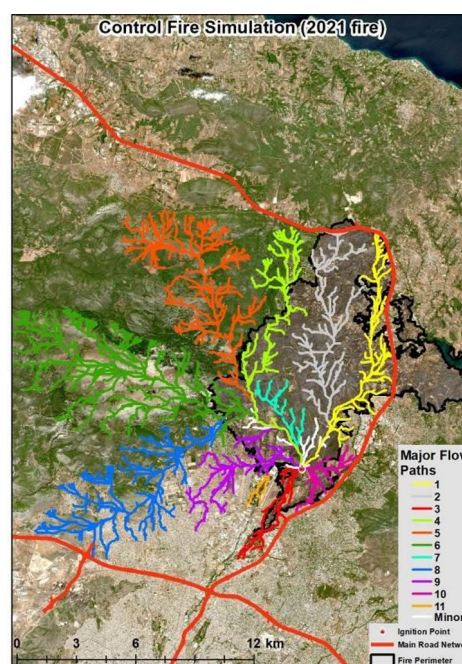 Control Fire Simulation (2021 fire)
Major Flow
Paths
1
2
3
4
5
6
7
8
9
10
11
Minor
Ignition Point
Main Road Netw
Fire Perimeter
0 3 6 12 km